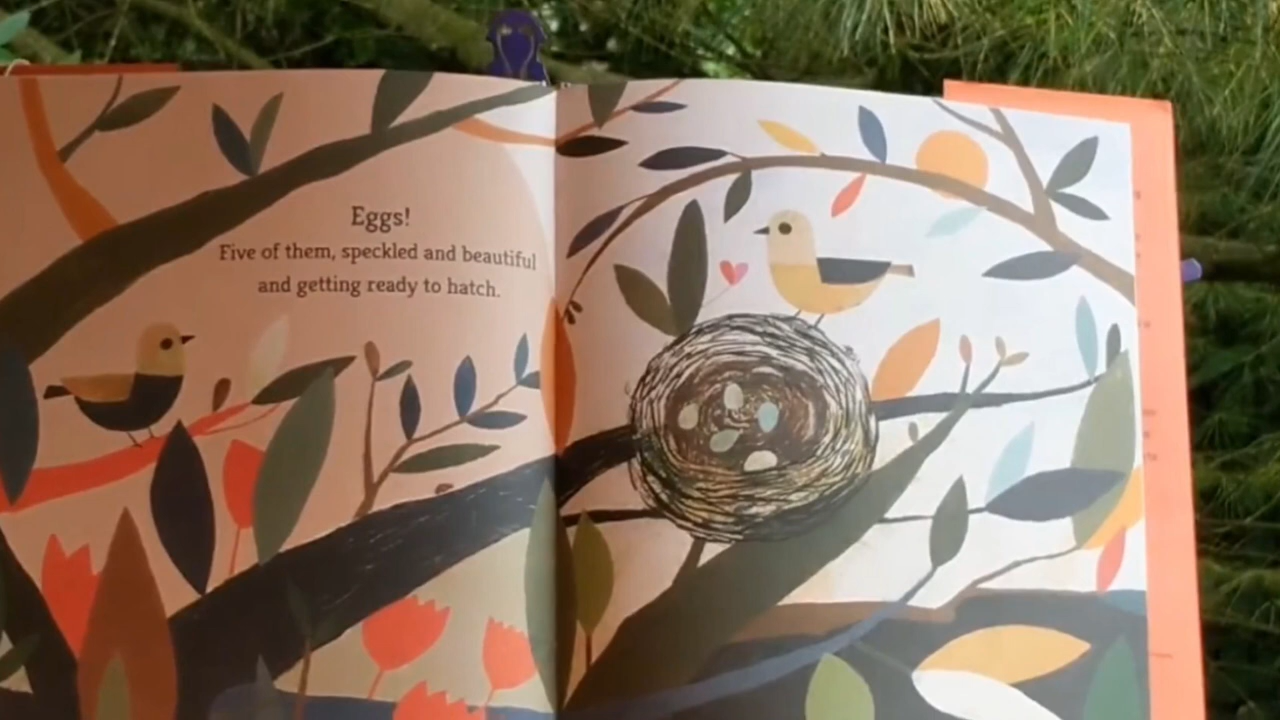 Eggs!
Five of them, speckled and beautiful
and getting ready to hatch.